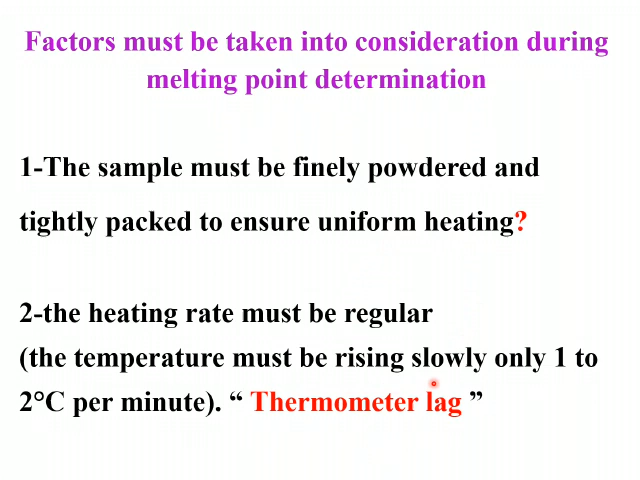 Factors must be taken into consideration during
melting point determination
1-The sample must be finely powdered and
tightly packed to ensure uniform heating?
2-the heating rate must be regular
(the temperature must be rising slowly only 1 to
2°C per minute). “ Thermometer lag ”